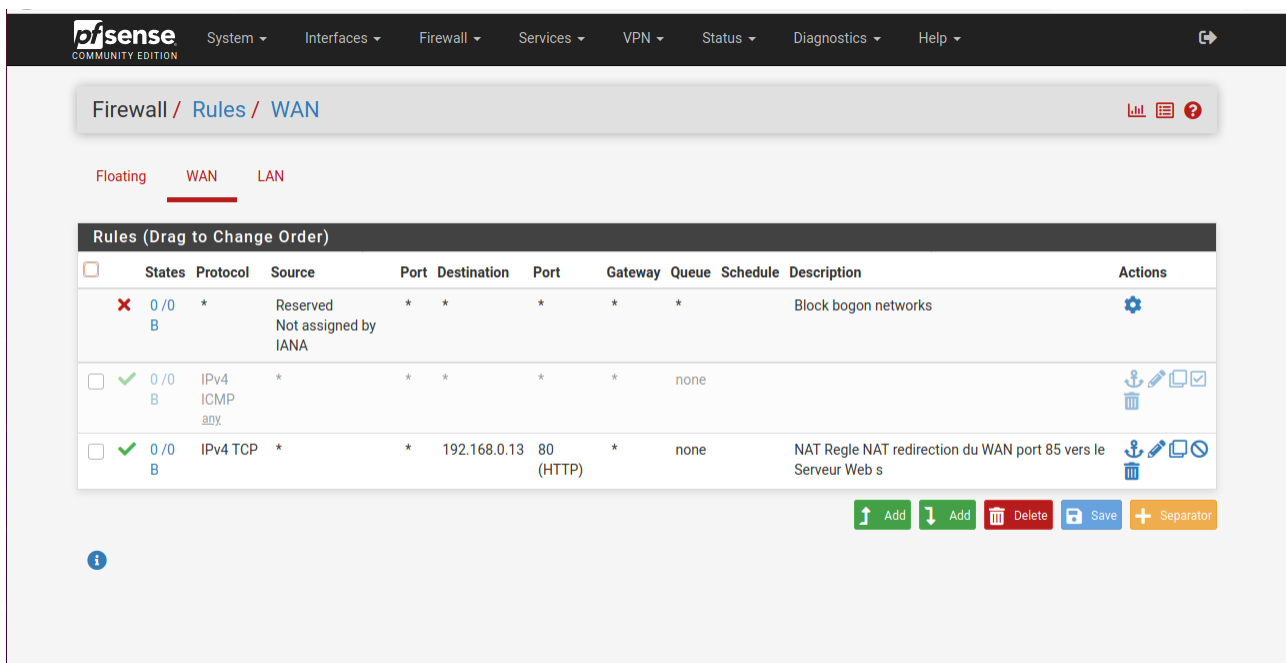 pfsense
COMMUNITY EDITION
System Interfaces Firewall Services VPN Status Diagnostics Help
Firewall / Rules / WAN
Floating WAN LAN
Rules (Drag to Change Order)
States Protocol Source Port Destination Port Gateway Queue Schedule Description Actions
0 /0 * Reserved * * * * * Block bogon networks
B Not assigned by
IANA
0 /0 IPv4 * * * * * none
B ICMP
any
0 /0 IPv4 TCP * * 192.168.0.13 80 * none NAT Regle NAT redirection du WAN port 85 vers le
B (HTTP) Serveur Web s
Add Add Delete Save Separator